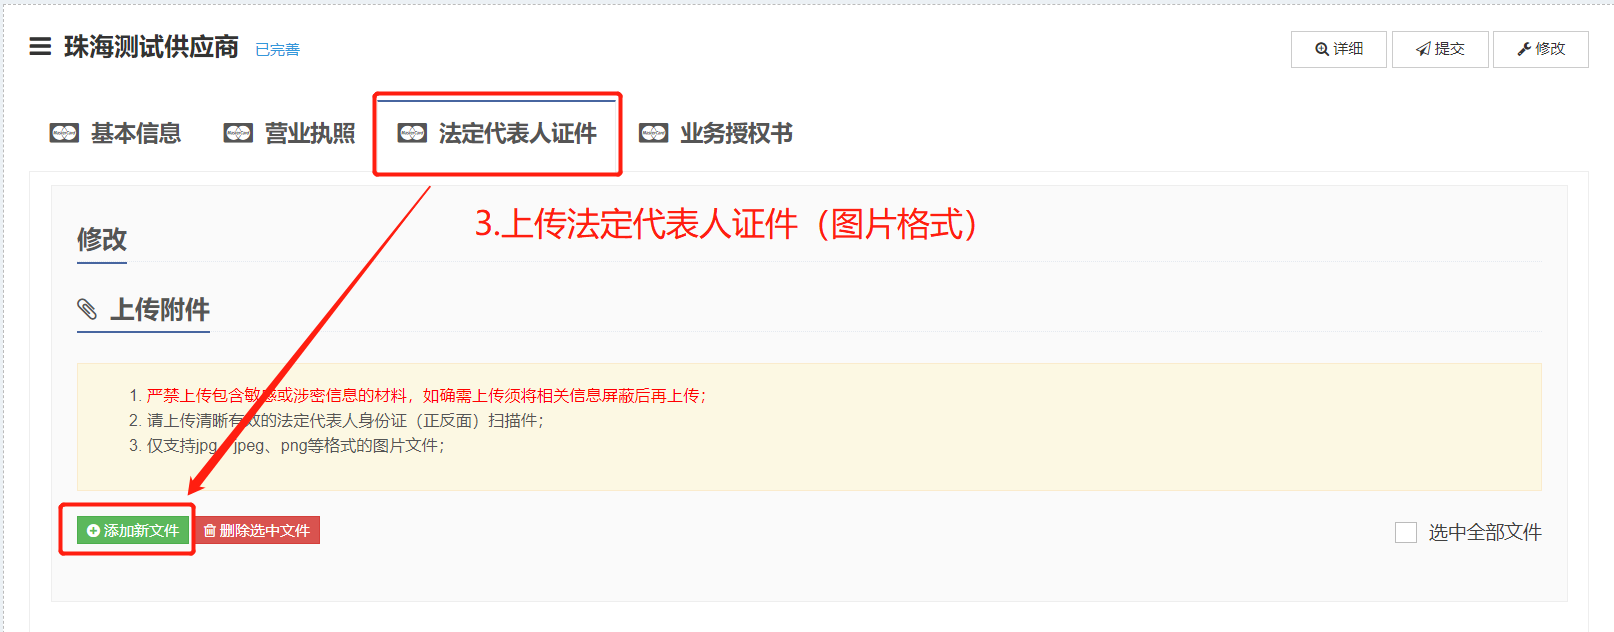 珠海测试供应商 已完善
详细 提交 修改
基本信息 营业执照 法定代表人证件 业务授权书
3.上传法定代表人证件（图片格式）
修改
上传附件
1. 严禁上传包含敏感或涉密信息的材料，如确需上传须将相关信息屏蔽后再上传；
2. 请上传清晰有效的法定代表人身份证（正反面）扫描件；
3. 仅支持jpg、jpeg、png等格式的图片文件；
添加新文件 删除选中文件 选中全部文件